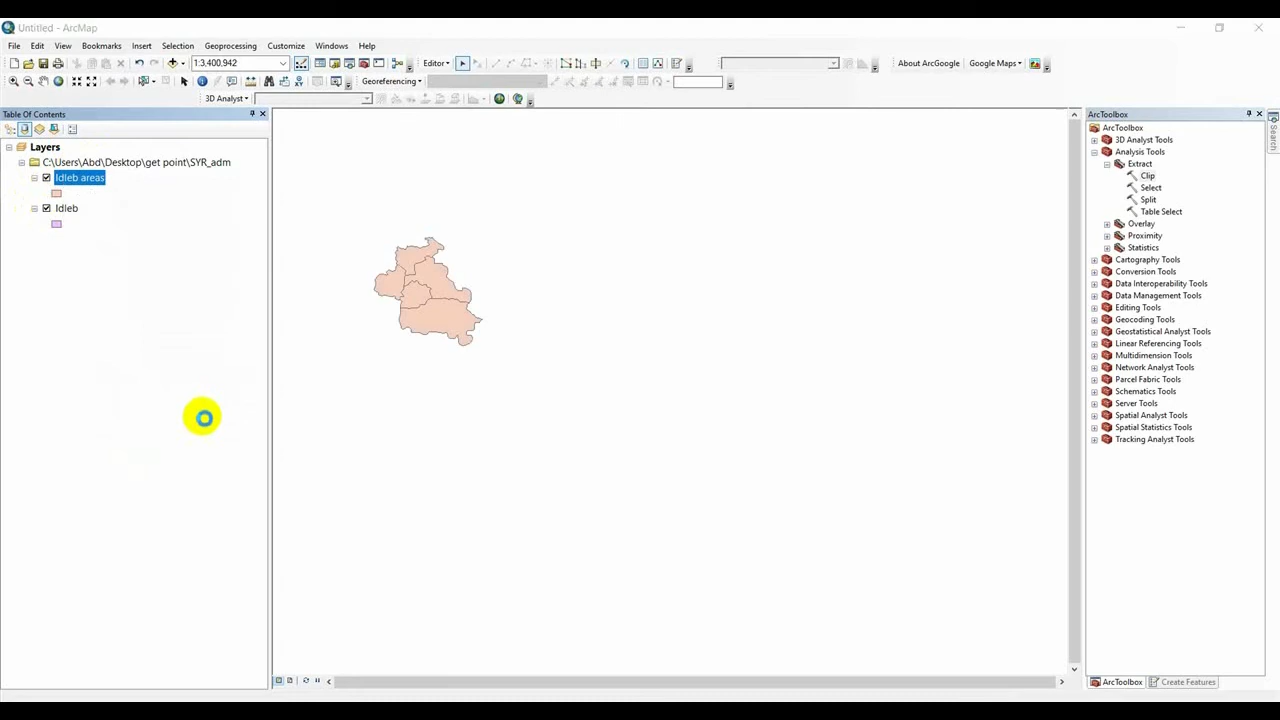 Untitled - ArcMap
File Edit View Bookmarks Insert Selection Geoprocessing Customize Windows Help
1:3,400,942 Editor About ArcGoogle Google Maps
Georeferencing
3D Analyst
Table Of Contents
Layers
C:\Users\Abd\Desktop\get point\SYR_adm
Idleb areas
Idleb
ArcToolbox
ArcToolbox
3D Analyst Tools
Analysis Tools
Extract
Clip
Select
Split
Table Select
Overlay
Proximity
Statistics
Cartography Tools
Conversion Tools
Data Interoperability Tools
Data Management Tools
Editing Tools
Geocoding Tools
Geostatistical Analyst Tools
Linear Referencing Tools
Multidimension Tools
Network Analyst Tools
Parcel Fabric Tools
Schematics Tools
Server Tools
Spatial Analyst Tools
Spatial Statistics Tools
Tracking Analyst Tools
ArcToolbox Create Features
Search